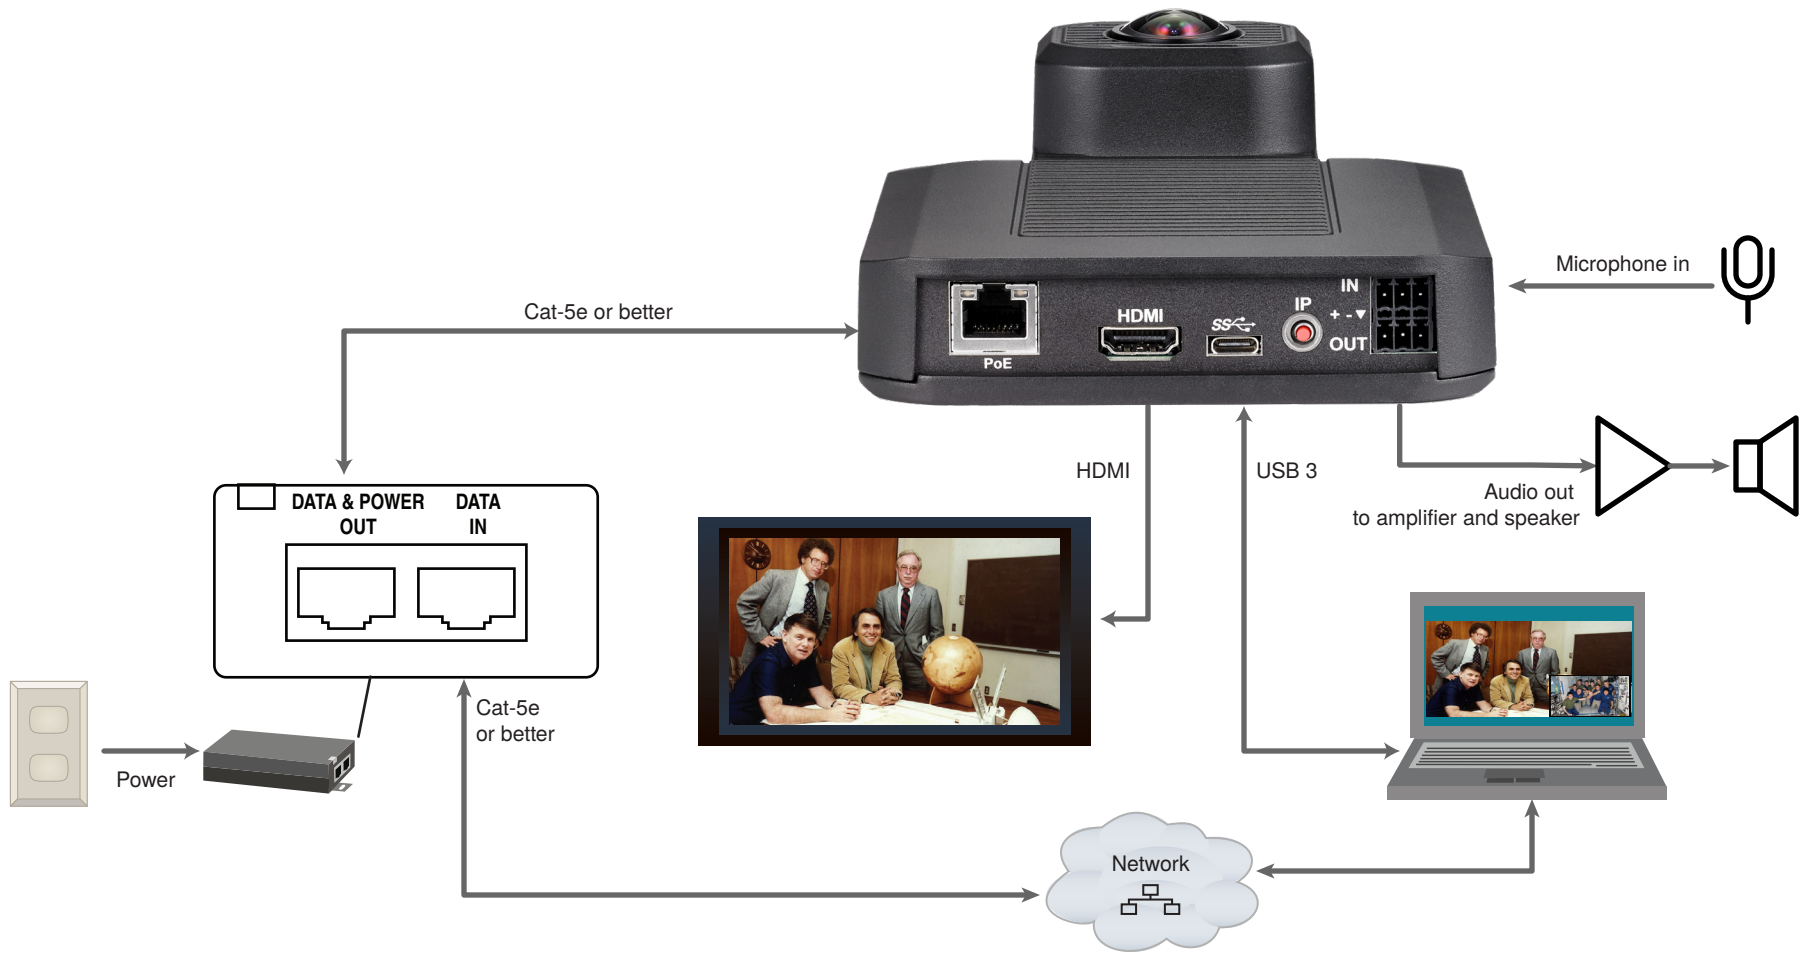 Microphone in
IN
IP
+ - ▼
HDMI
SS
OUT
PoE
Cat-5e or better
HDMI
USB 3
Audio out
to amplifier and speaker
DATA & POWER
OUT
DATA
IN
Cat-5e
or better
Power
Network